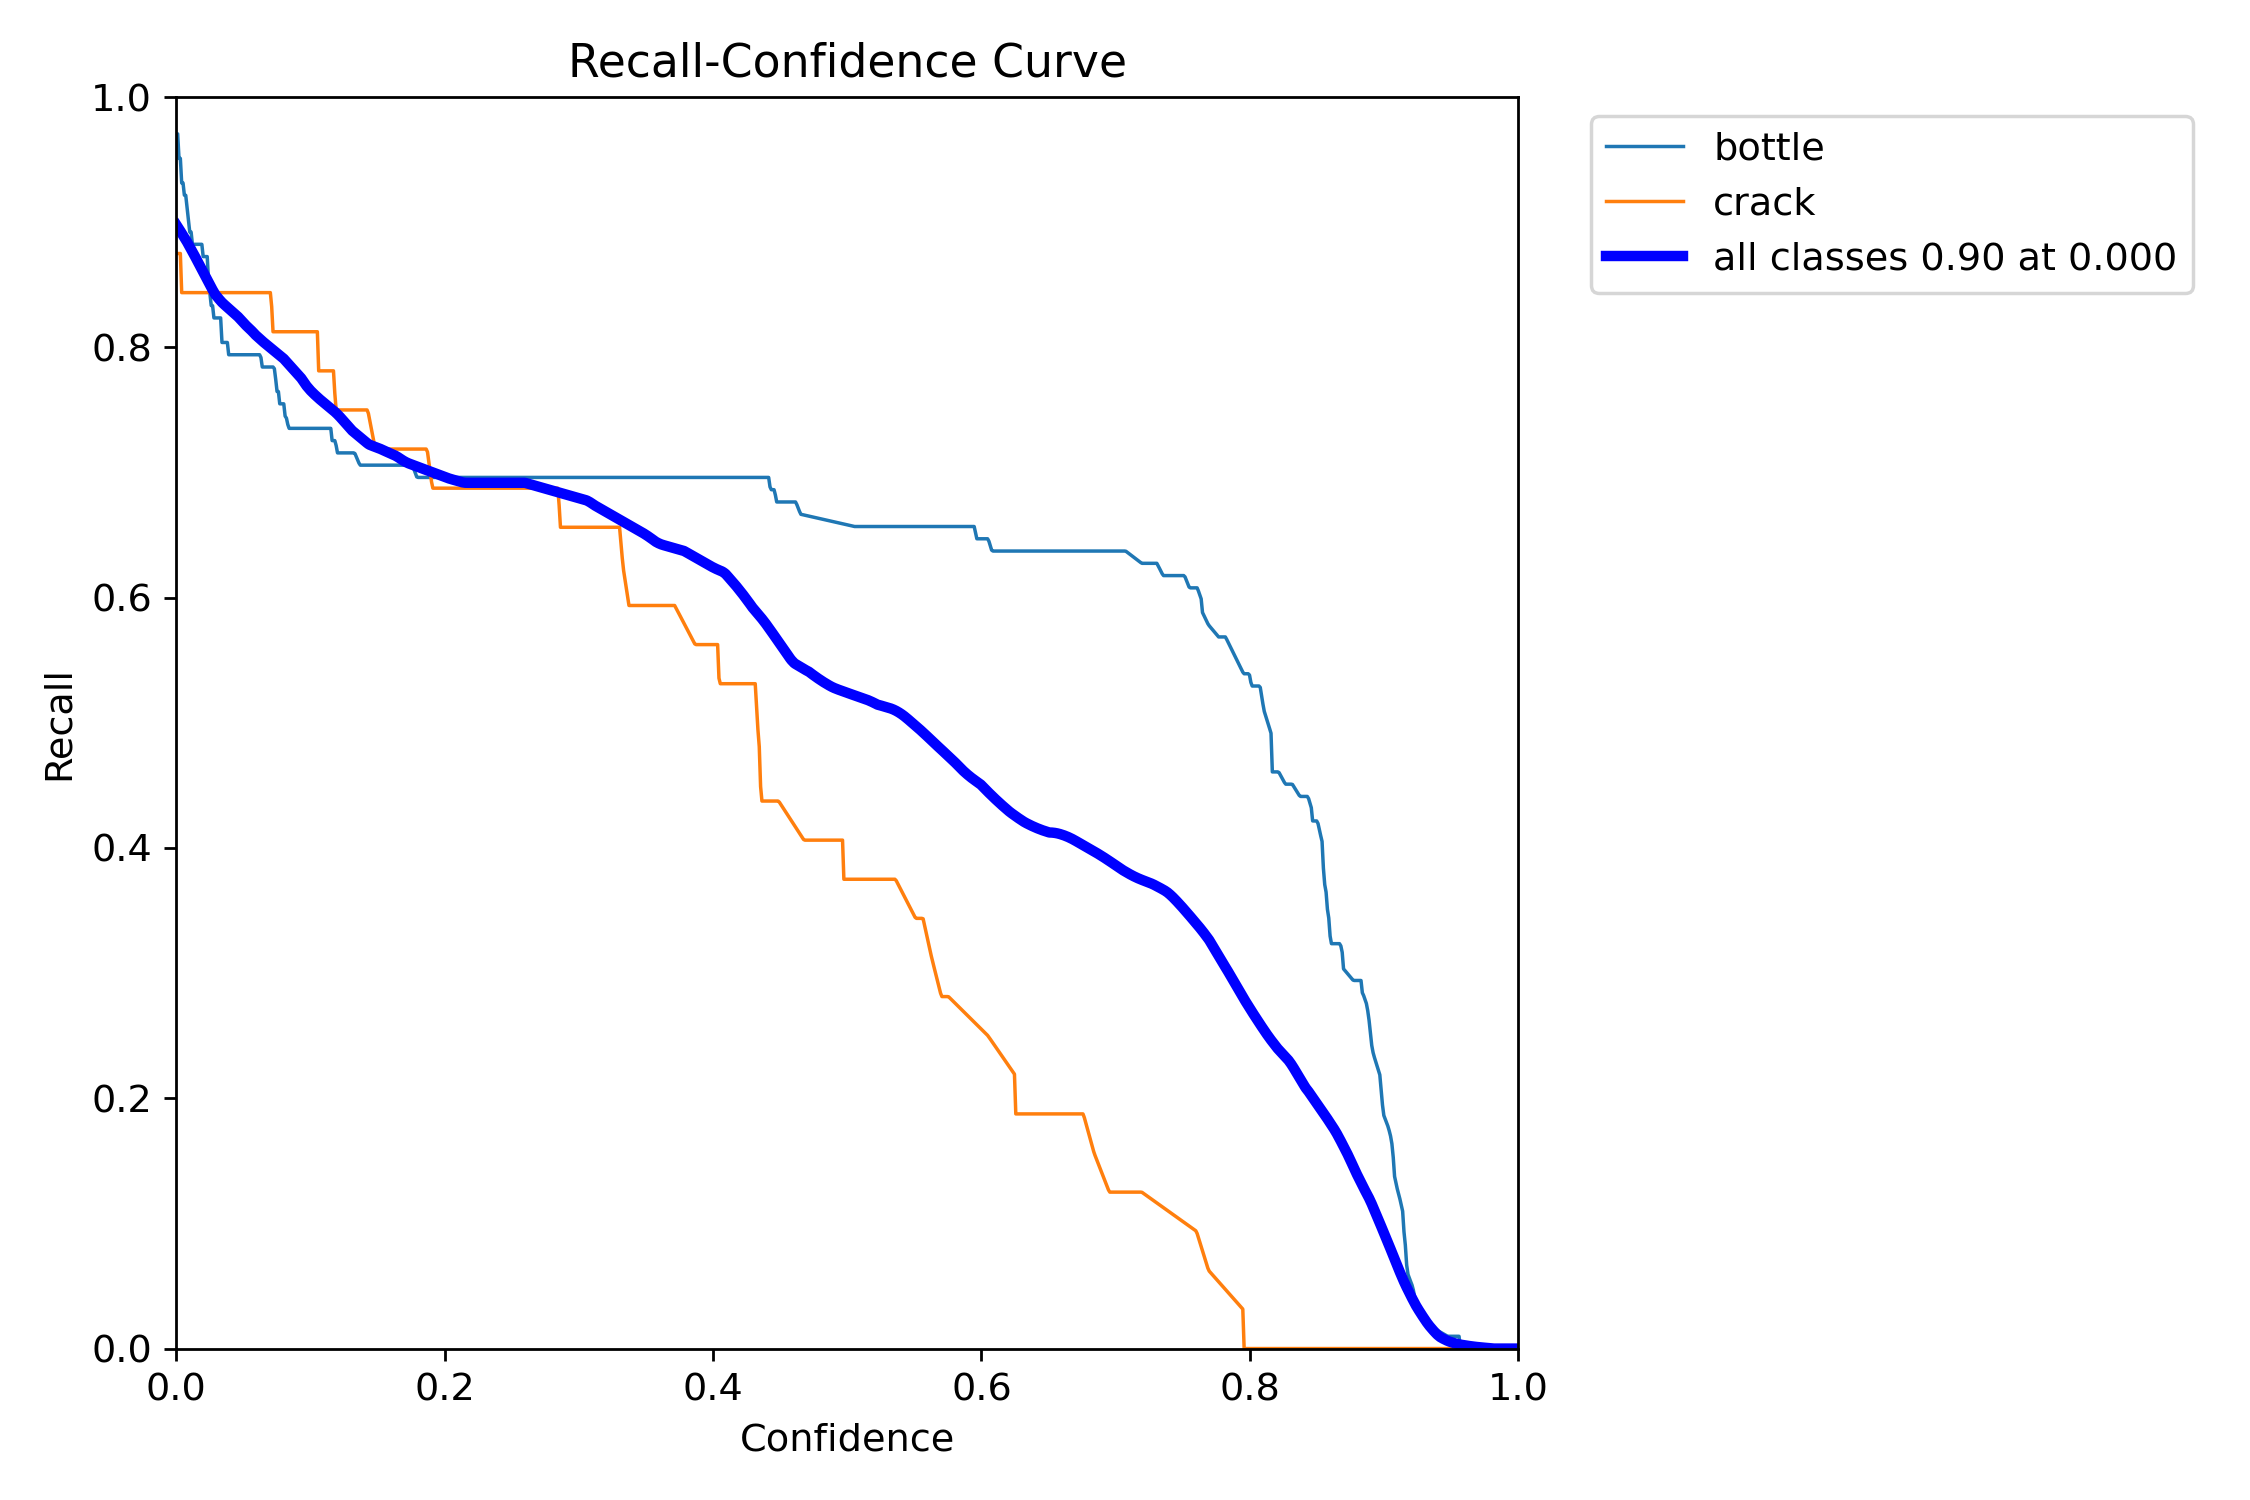 Recall-Confidence Curve
1.0
0.8
0.6
0.4
0.2
0.0
Recall
0.0 0.2 0.4 0.6 0.8 1.0
Confidence
bottle
crack
all classes 0.90 at 0.000